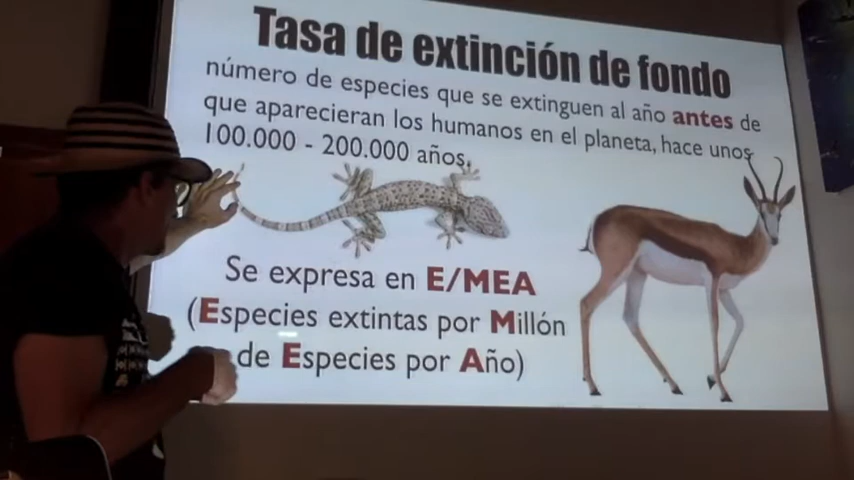 Tasa de extinción de fondo
número de especies que se extinguen al año antes de
que aparecieran los humanos en el planeta, hace unos
100.000 - 200.000 años.
Se expresa en E/MEA
(Especies extintas por Millón
de Especies por Año)